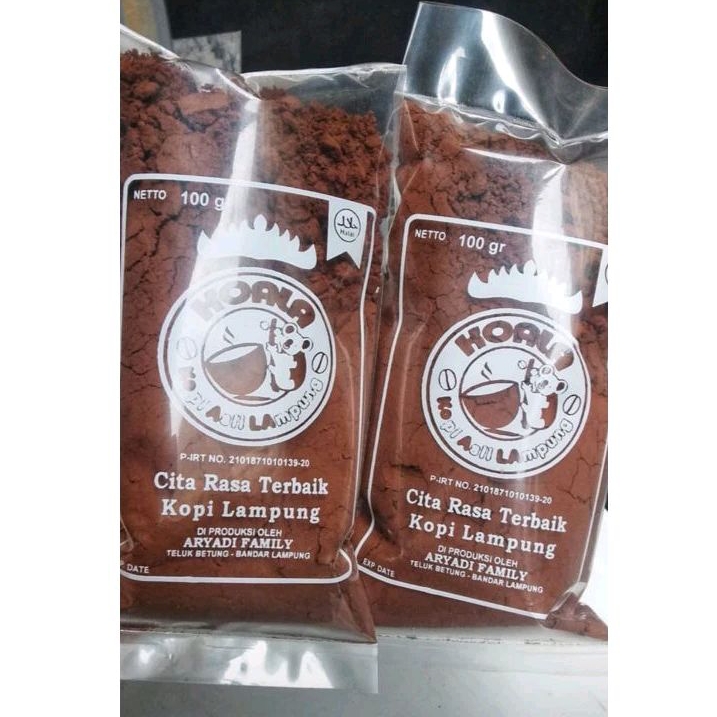 NETTO 100 g
حلال
Halal
KOALA
Kopi Asli LAmpung
P-IRT NO. 2101871010139-20
Cita Rasa Terbaik
Kopi Lampung
DI PRODUKSI OLEH
ARYADI FAMILY
TELUK BETUNG - BANDAR LAMPUNG
DATE
NETTO 100 gr
KOALA
Kopi Asli LAmpung
P-IRT NO. 2101871010139-20
Cita Rasa Terbaik
Kopi Lampung
DI PRODUKSI OLEH
ARYADI FAMILY
TELUK BETUNG - BANDAR LAMPUNG
EXP DATE